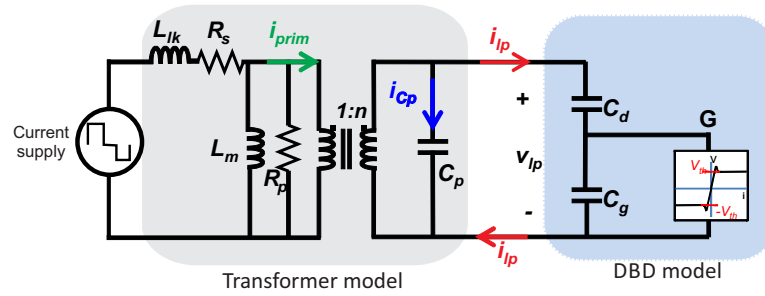 L_lk
R_s
i_prim
i_lp
1:n
i_Cp
+
C_d
G
Current
supply
L_m
R_p
C_p
v_lp
V_th
v
i
-V_th
-
C_g
i_lp
Transformer model
DBD model